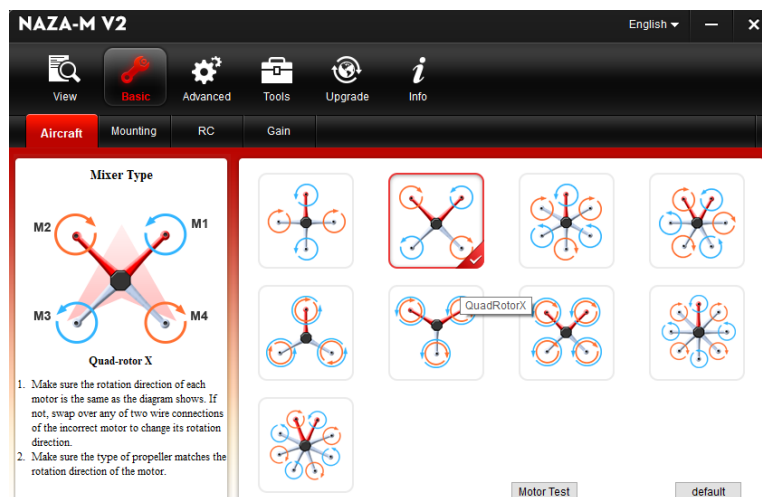 NAZA-M V2
English
View
Basic
Advanced
Tools
Upgrade
Info
Aircraft
Mounting
RC
Gain
Mixer Type
M2
M1
M3
M4
Quad-rotor X
1. Make sure the rotation direction of each
motor is the same as the diagram shows. If
not, swap over any of two wire connections
of the incorrect motor to change its rotation
direction.
2. Make sure the type of propeller matches the
rotation direction of the motor.
QuadRotorX
Motor Test
default